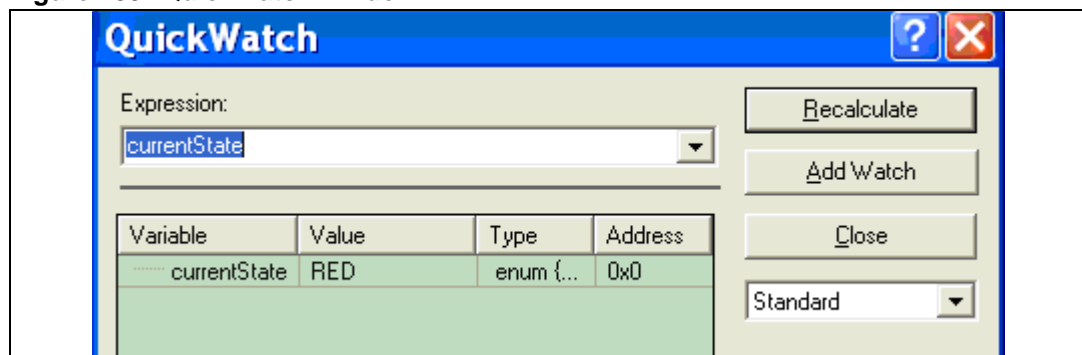 QuickWatch
Expression:
Recalculate
currentState
Add Watch
Variable Value Type Address
Close
currentState RED enum {... 0x0
Standard